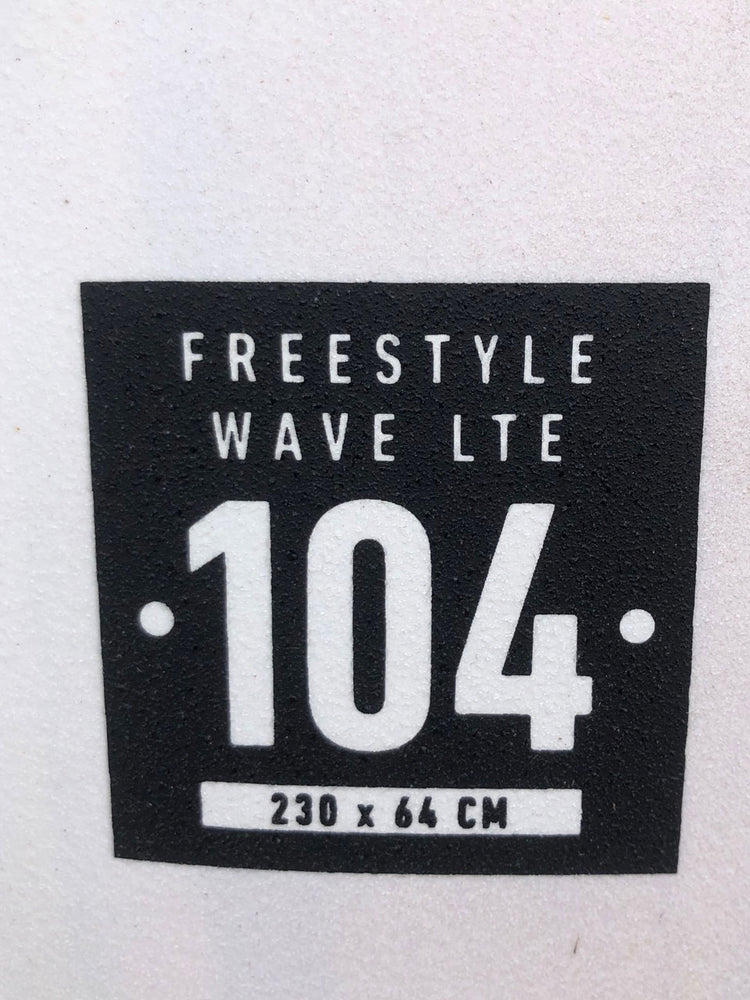 FREESTYLE
WAVE LTE
• 104 •
230 x 64 CM